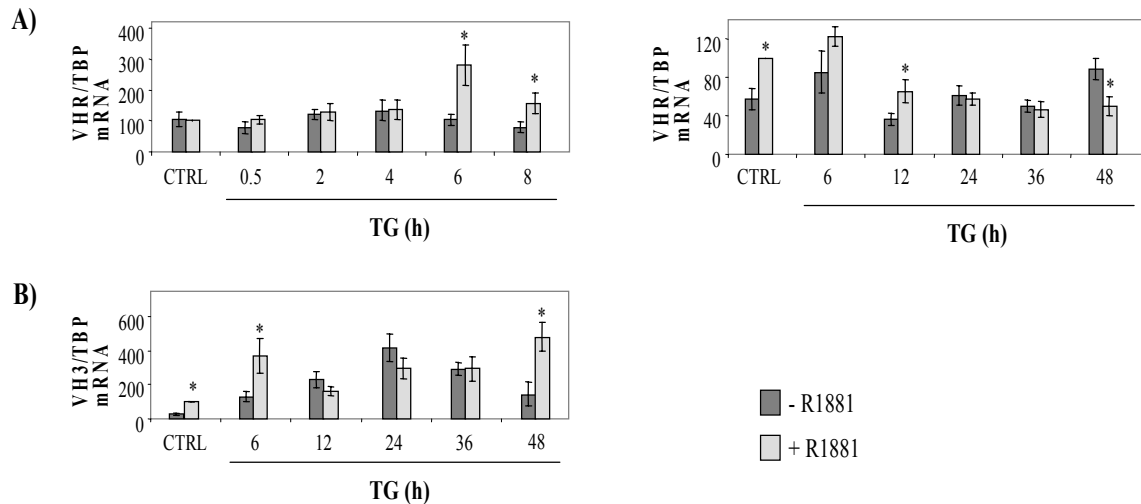 A)
VHR/TBP
mRNA
400
300
200
100
0
*
*
CTRL
0.5
2
4
6
8
TG (h)
VHR/TBP
mRNA
120
80
40
0
*
*
*
CTRL
6
12
24
36
48
TG (h)
B)
VH3/TBP
mRNA
600
400
200
0
*
*
*
CTRL
6
12
24
36
48
TG (h)
- R1881
+ R1881